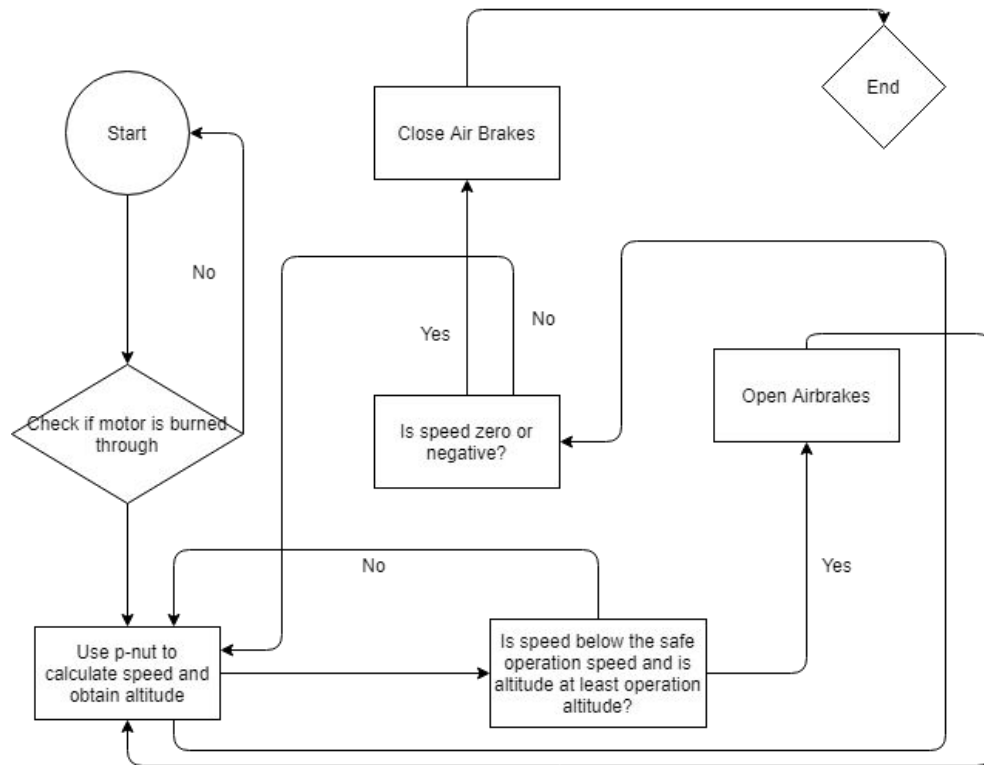 End
Start
Close Air Brakes
No
Yes
No
Open Airbrakes
Check if motor is burned
through
Is speed zero or
negative?
No
Yes
Use p-nut to
calculate speed and
obtain altitude
Is speed below the safe
operation speed and is
altitude at least operation
altitude?